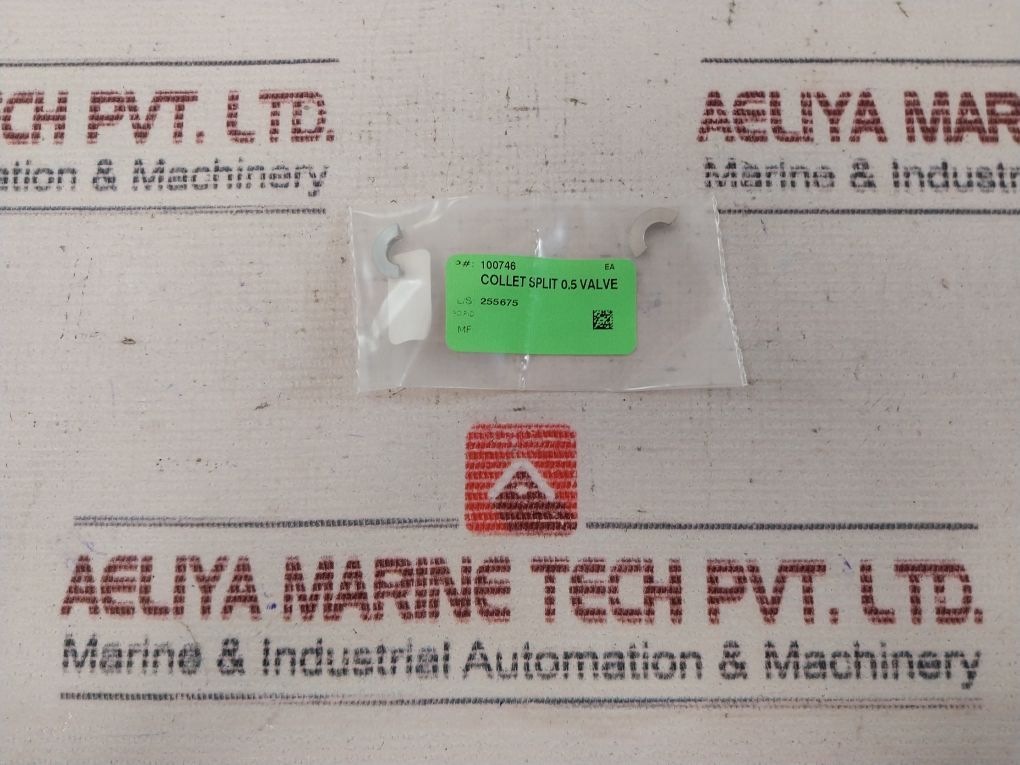 TECH PVT. LTD.
ation & Machinery
AELIYA MAR
Marine & Industr
P#: 100746 EA
COLLET SPLIT 0.5 VALVE
L/S: 255675
MF
AELIYA MARINE TECH PVT. LTD.
Marine & Industrial Automation & Machinery